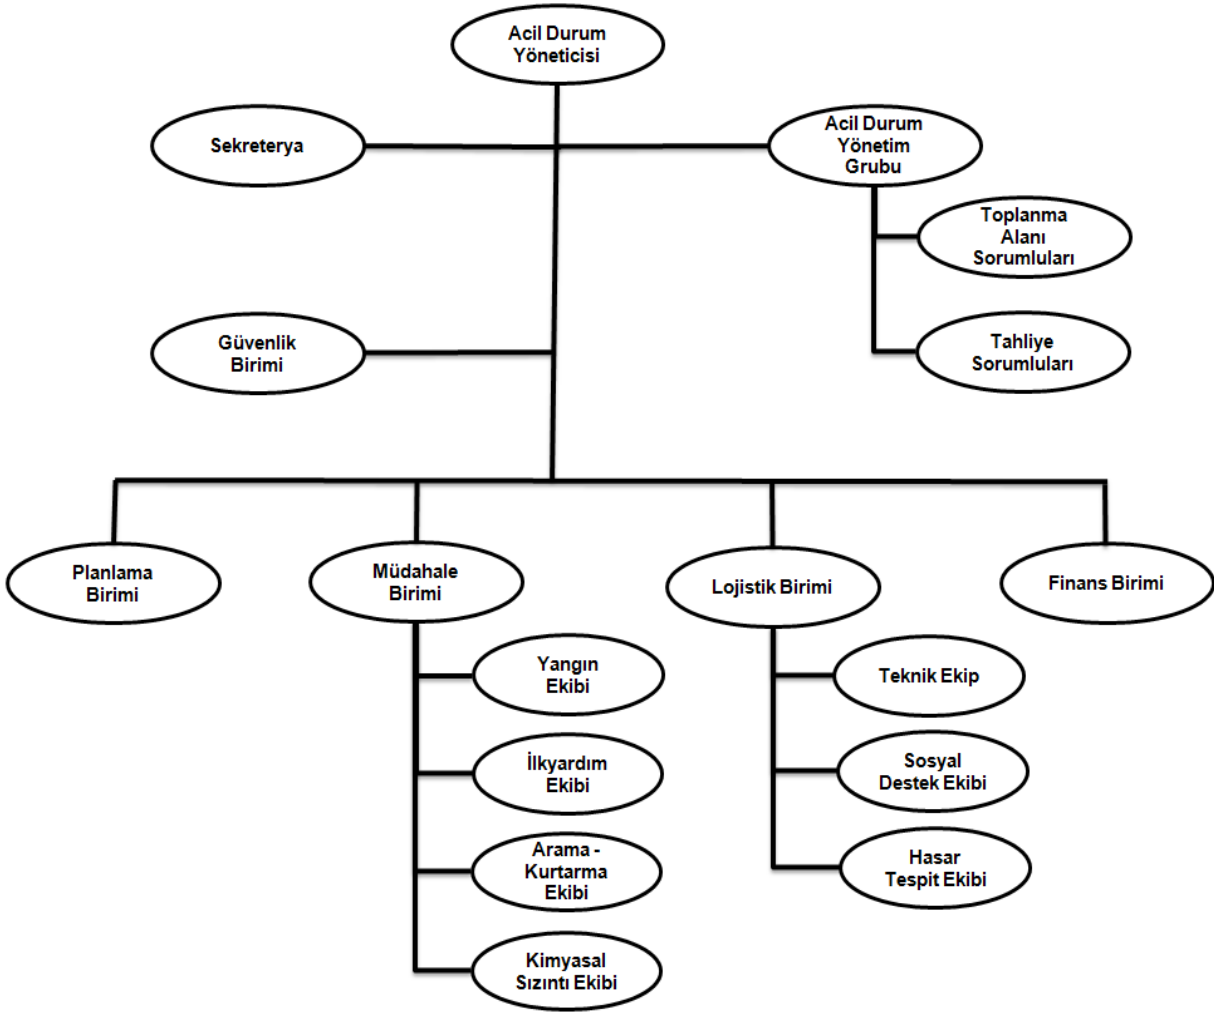 Acil Durum
Yöneticisi
Sekreterya
Acil Durum
Yönetim
Grubu
Toplanma
Alanı
Sorumluları
Güvenlik
Birimi
Tahliye
Sorumluları
Planlama
Birimi
Müdahale
Birimi
Lojistik Birimi
Finans Birimi
Yangın
Ekibi
Teknik Ekip
İlkyardım
Ekibi
Sosyal
Destek Ekibi
Arama -
Kurtarma
Ekibi
Hasar
Tespit Ekibi
Kimyasal
Sızıntı Ekibi